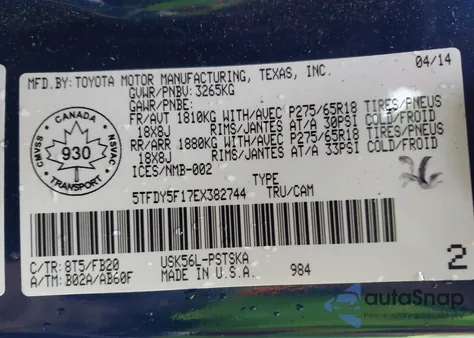 MFD.BY: TOYOTA MOTOR MANUFACTURING, TEXAS, INC. 04/14
GVWR/PNBV: 3265KG
GAWR/PNBE:
FR/AUT 1810KG WITH/AVEC P275/65R18 TIRES/PNEUS
18X8J RIMS/JANTES AT/A 30PSI COLD/FROID
RR/ARR 1880KG WITH/AVEC P275/65R18 TIRES/PNEUS
18X8J RIMS/JANTES AT/A 33PSI COLD/FROID
ICES/NMB-002
CANADA
CMVSS 930 NSVAC
TRANSPORT
TYPE
5TFDY5F17EX382744 TRU/CAM
C/TR: 8T5/FB20 USK56L-PSTSKA
A/TM: B02A/AB60F MADE IN U.S.A. 984
2
autoSnap